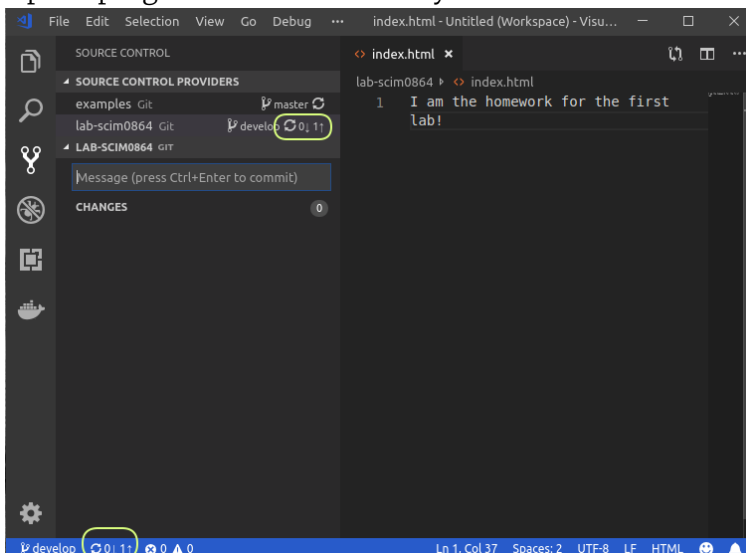 File Edit Selection View Go Debug ··· index.html - Untitled (Workspace) - Visu...
SOURCE CONTROL
index.html ×
SOURCE CONTROL PROVIDERS
lab-scim0864 index.html
examples Git master
1 I am the homework for the first
lab!
lab-scim0864 Git develop 0↓ 1↑
LAB-SCIM0864 GIT
Message (press Ctrl+Enter to commit)
CHANGES 0
develop 0↓ 1↑ 0 0 Ln 1, Col 37 Spaces: 2 UTF-8 LF HTML